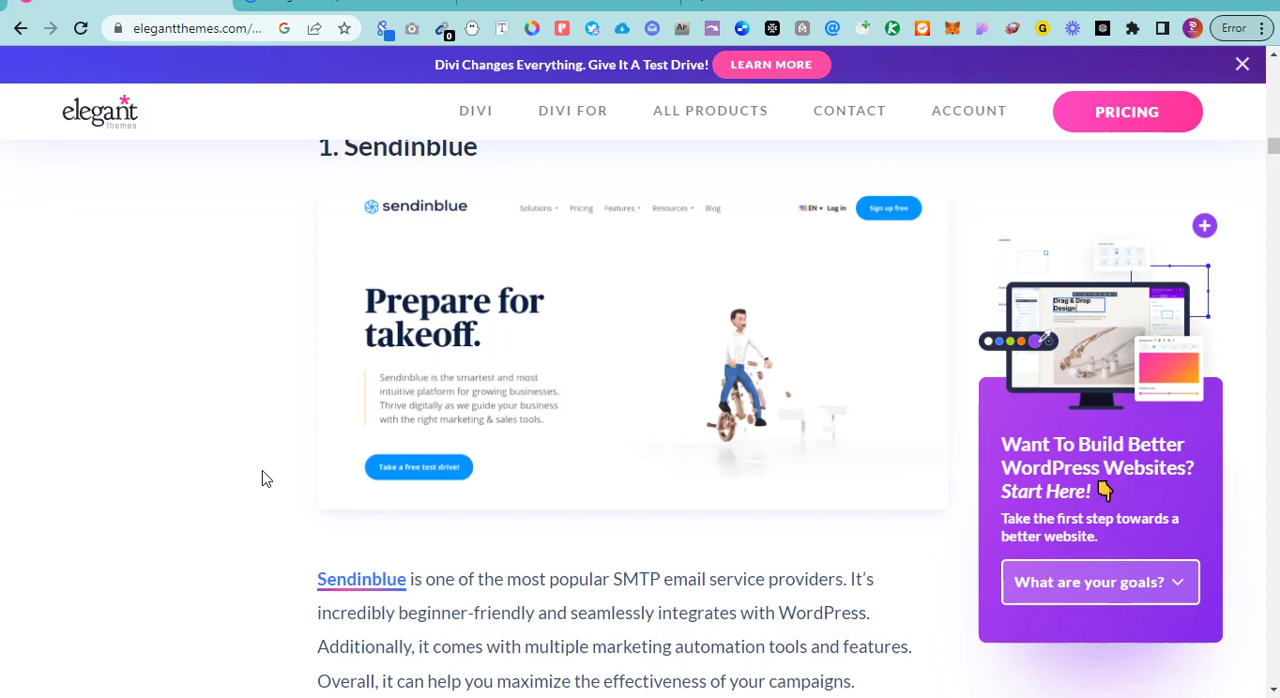 elegantthemes.com/...
0
Error
Divi Changes Everything. Give It A Test Drive!
LEARN MORE
elegant
themes
DIVI
DIVI FOR
ALL PRODUCTS
CONTACT
ACCOUNT
PRICING
1. Sendinblue
sendinblue
Solutions
Pricing
Features
Resources
Blog
EN
Log in
Sign up free
Prepare for
takeoff.
Sendinblue is the smartest and most
intuitive platform for growing businesses.
Thrive digitally as we guide your business
with the right marketing & sales tools.
Take a free test drive!
Drag & Drop
Design
Want To Build Better
WordPress Websites?
Start Here! 👇
Take the first step towards a
better website.
What are your goals?
Sendinblue is one of the most popular SMTP email service providers. It's
incredibly beginner-friendly and seamlessly integrates with WordPress.
Additionally, it comes with multiple marketing automation tools and features.
Overall, it can help you maximize the effectiveness of your campaigns.